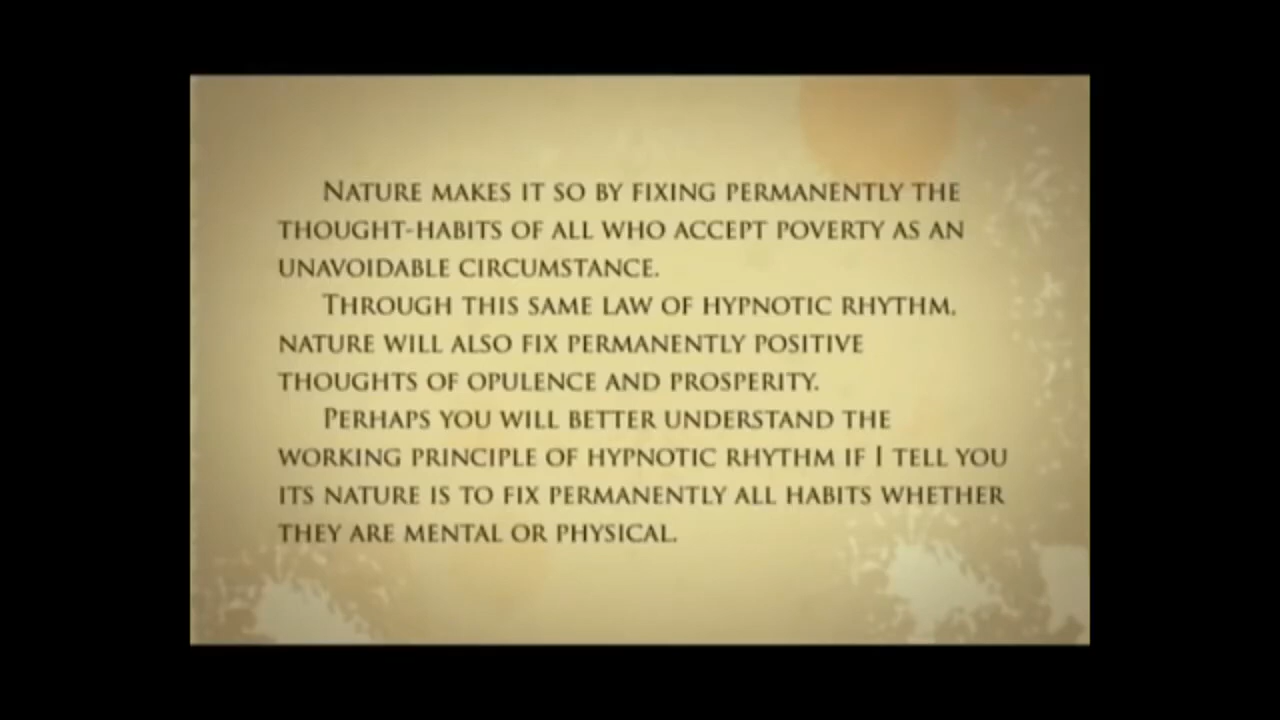 Nature makes it so by fixing permanently the
thought-habits of all who accept poverty as an
unavoidable circumstance.
Through this same law of hypnotic rhythm,
nature will also fix permanently positive
thoughts of opulence and prosperity.
Perhaps you will better understand the
working principle of hypnotic rhythm if I tell you
its nature is to fix permanently all habits whether
they are mental or physical.